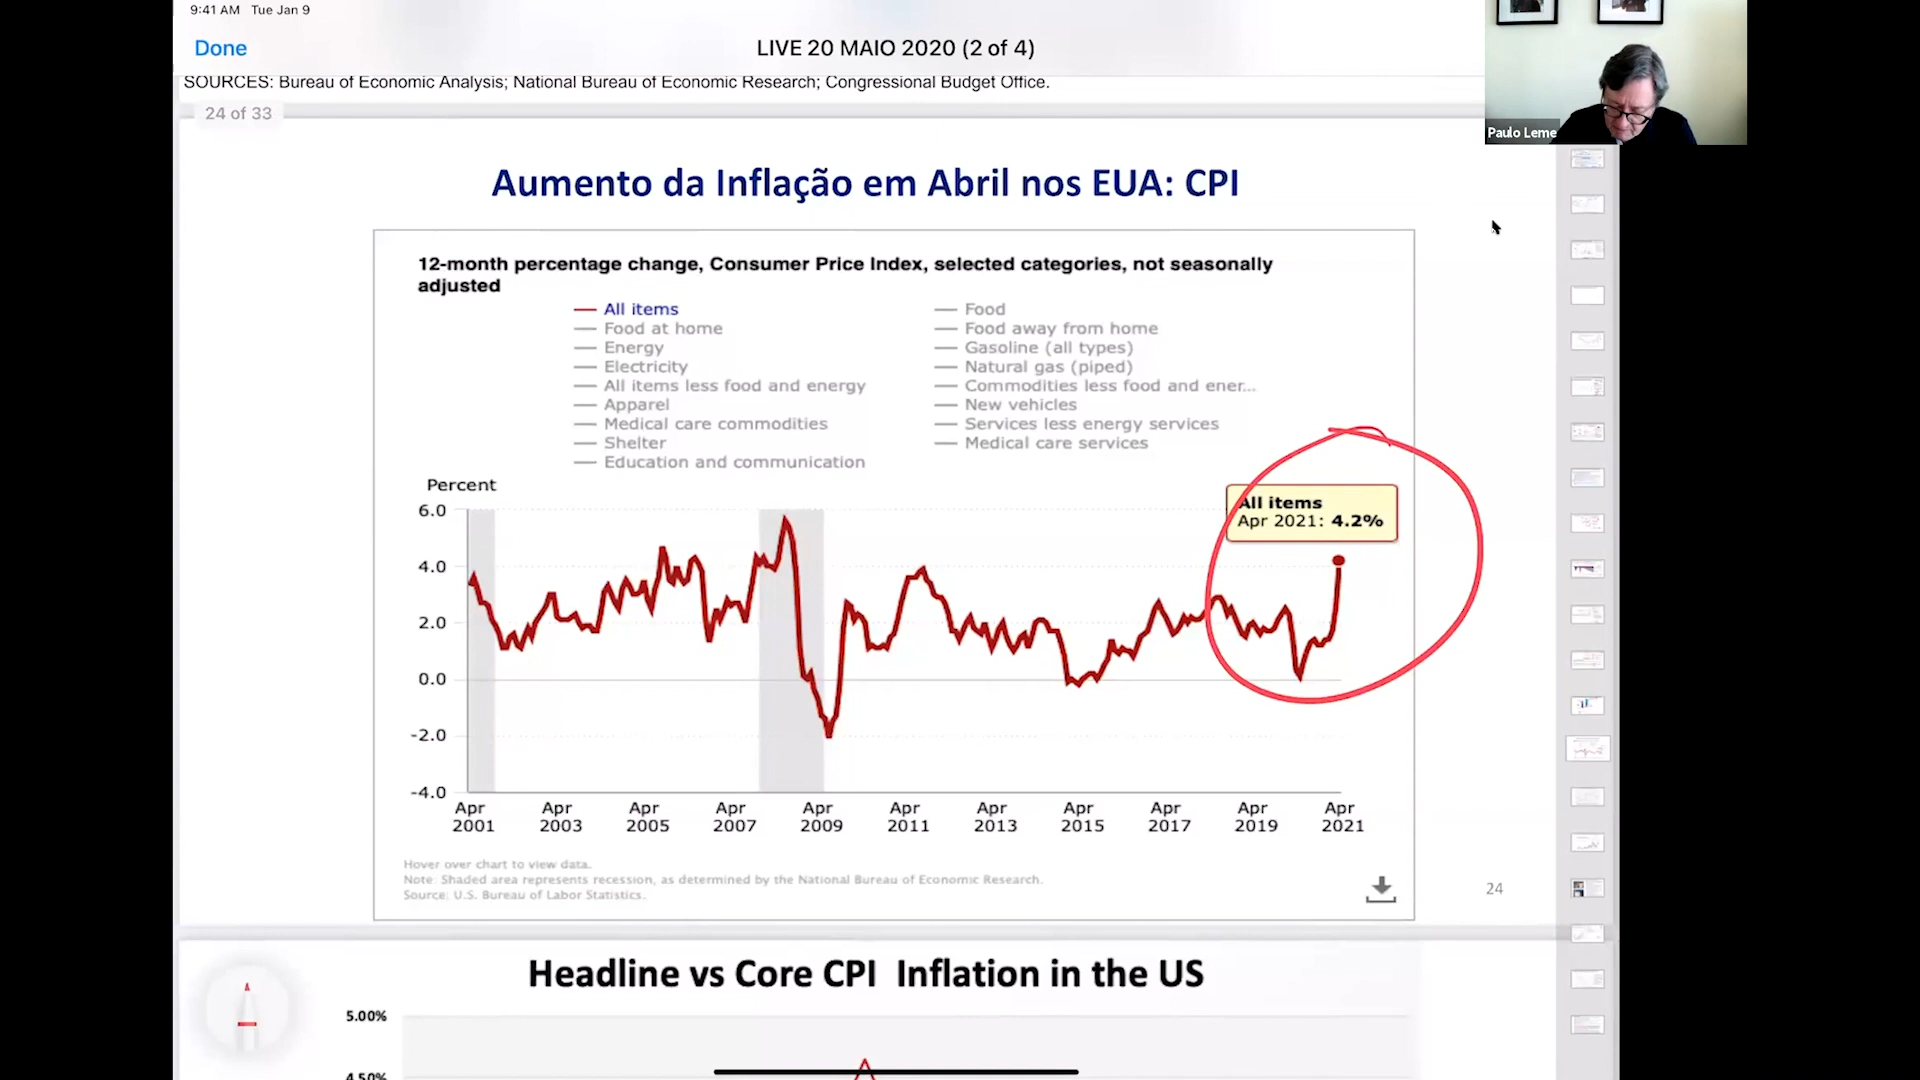 9:41 AM Tue Jan 9
Done
LIVE 20 MAIO 2020 (2 of 4)
SOURCES: Bureau of Economic Analysis; National Bureau of Economic Research; Congressional Budget Office.
Paulo Leme
24 of 33
Aumento da Inflação em Abril nos EUA: CPI
12-month percentage change, Consumer Price Index, selected categories, not seasonally
adjusted
All items
Food
Food at home
Food away from home
Energy
Gasoline (all types)
Electricity
Natural gas (piped)
All items less food and energy
Commodities less food and ener...
Apparel
New vehicles
Medical care commodities
Services less energy services
Shelter
Medical care services
Education and communication
Percent
All items
Apr 2021: 4.2%
6.0
4.0
2.0
0.0
-2.0
-4.0
Apr 2001
Apr 2003
Apr 2005
Apr 2007
Apr 2009
Apr 2011
Apr 2013
Apr 2015
Apr 2017
Apr 2019
Apr 2021
Hover over chart to view data.
Note: Shaded area represents recession, as determined by the National Bureau of Economic Research.
Source: U.S. Bureau of Labor Statistics.
24
Headline vs Core CPI Inflation in the US
5.00%
4.50%